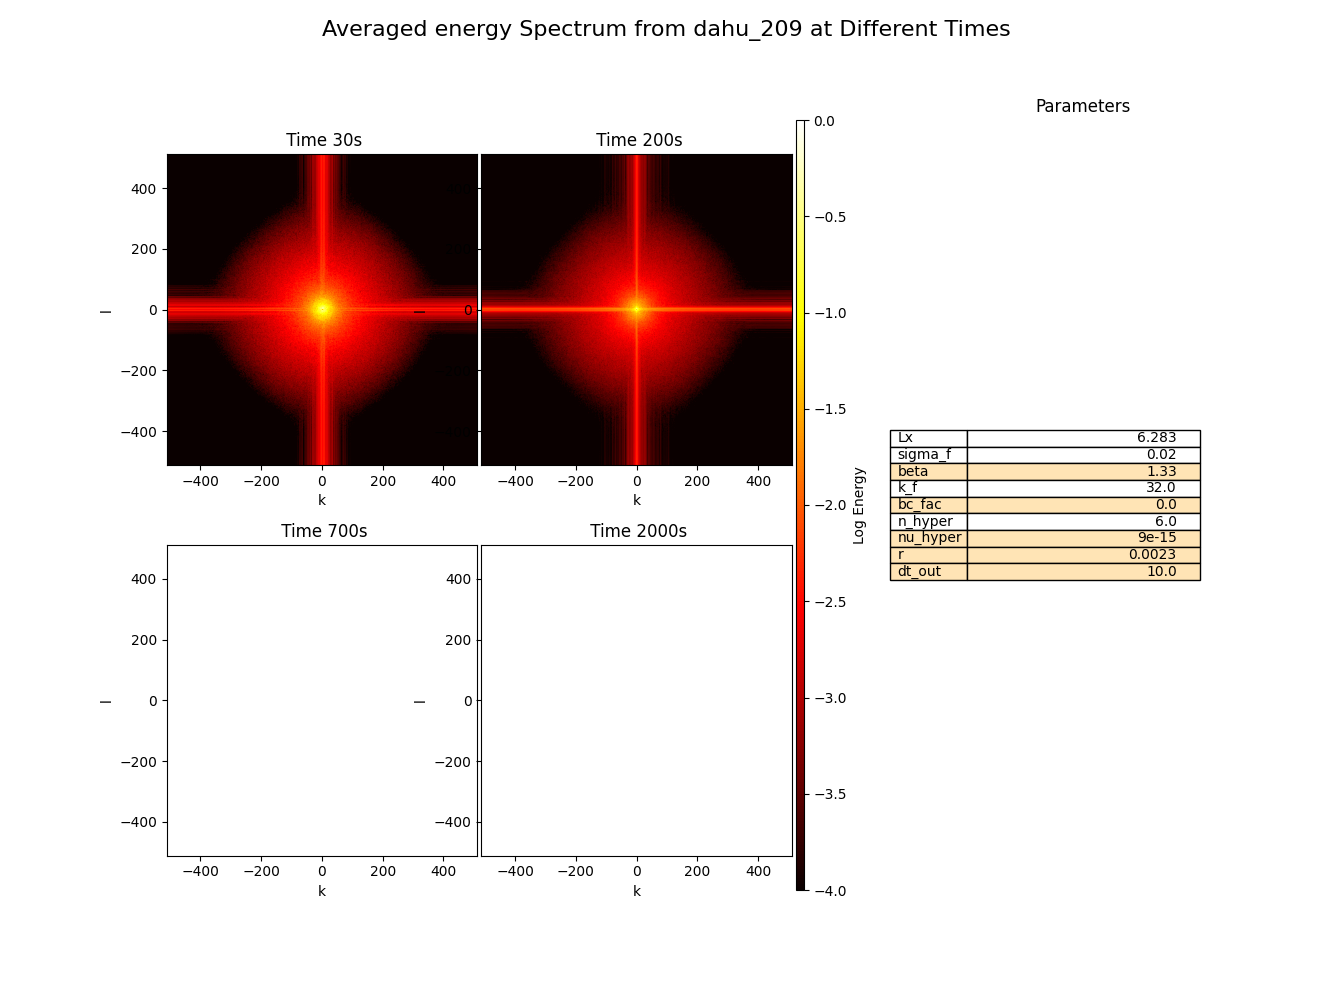 Averaged energy Spectrum from dahu_209 at Different Times
Time 30s
400
200
0
−200
−400
l
−400 −200 0 200 400
k
Time 200s
0
l
−400 −200 0 200 400
k
Time 700s
400
200
0
−200
−400
l
−400 −200 0 200 400
k
Time 2000s
400
200
0
−200
−400
l
−400 −200 0 200 400
k
0.0
−0.5
−1.0
−1.5
−2.0
−2.5
−3.0
−3.5
−4.0
Log Energy
Parameters
Lx 6.283
sigma_f 0.02
beta 1.33
k_f 32.0
bc_fac 0.0
n_hyper 6.0
nu_hyper 9e-15
r 0.0023
dt_out 10.0